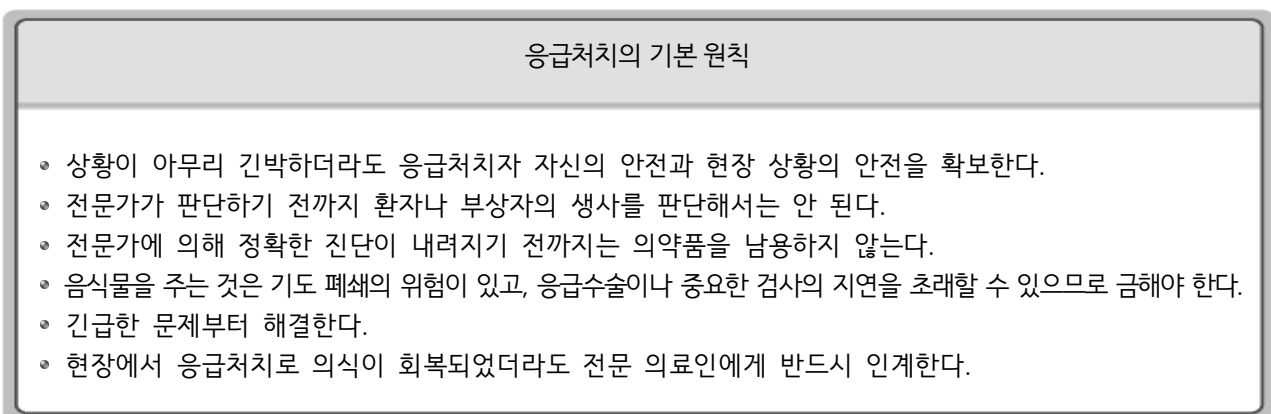 응급처치의 기본 원칙
상황이 아무리 긴박하더라도 응급처치자 자신의 안전과 현장 상황의 안전을 확보한다.
전문가가 판단하기 전까지 환자나 부상자의 생사를 판단해서는 안 된다.
전문가에 의해 정확한 진단이 내려지기 전까지는 의약품을 남용하지 않는다.
음식물을 주는 것은 기도 폐쇄의 위험이 있고, 응급수술이나 중요한 검사의 지연을 초래할 수 있으므로 금해야 한다.
긴급한 문제부터 해결한다.
현장에서 응급처치로 의식이 회복되었더라도 전문 의료인에게 반드시 인계한다.